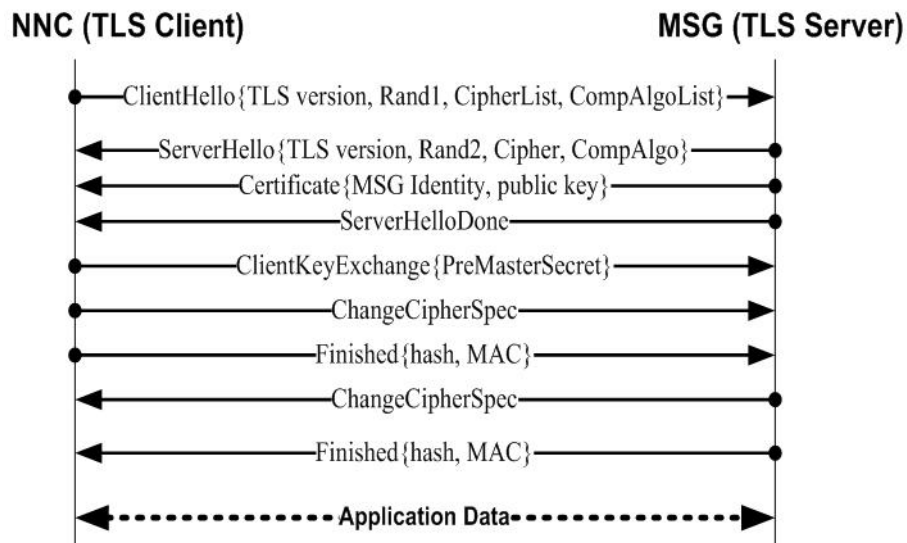 NNC (TLS Client) MSG (TLS Server)
ClientHello{TLS version, Rand1, CipherList, CompAlgoList}
ServerHello{TLS version, Rand2, Cipher, CompAlgo}
Certificate{MSG Identity, public key}
ServerHelloDone
ClientKeyExchange{PreMasterSecret}
ChangeCipherSpec
Finished{hash, MAC}
ChangeCipherSpec
Finished{hash, MAC}
Application Data